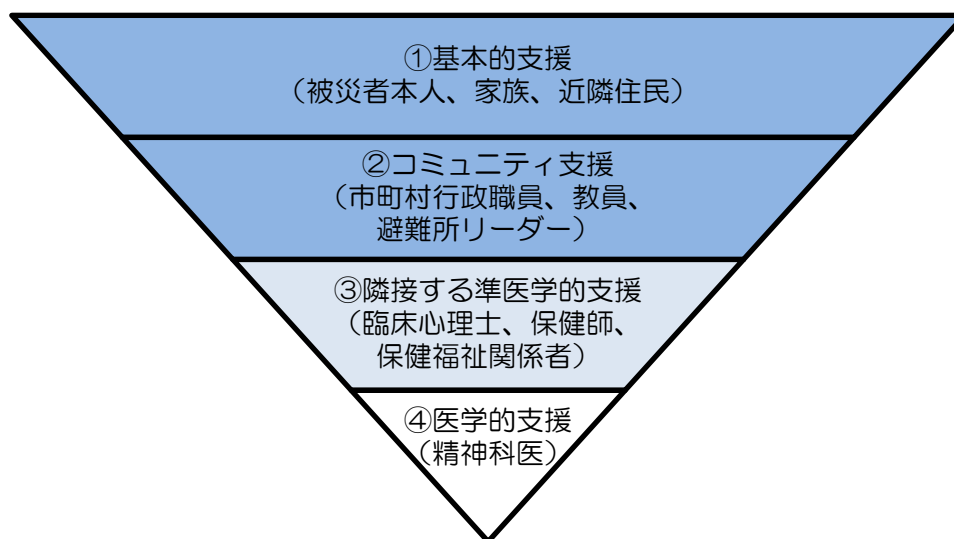 ①基本的支援
（被災者本人、家族、近隣住民）
②コミュニティ支援
（市町村行政職員、教員、
避難所リーダー）
③隣接する準医学的支援
（臨床心理士、保健師、
保健福祉関係者）
④医学的支援
（精神科医）